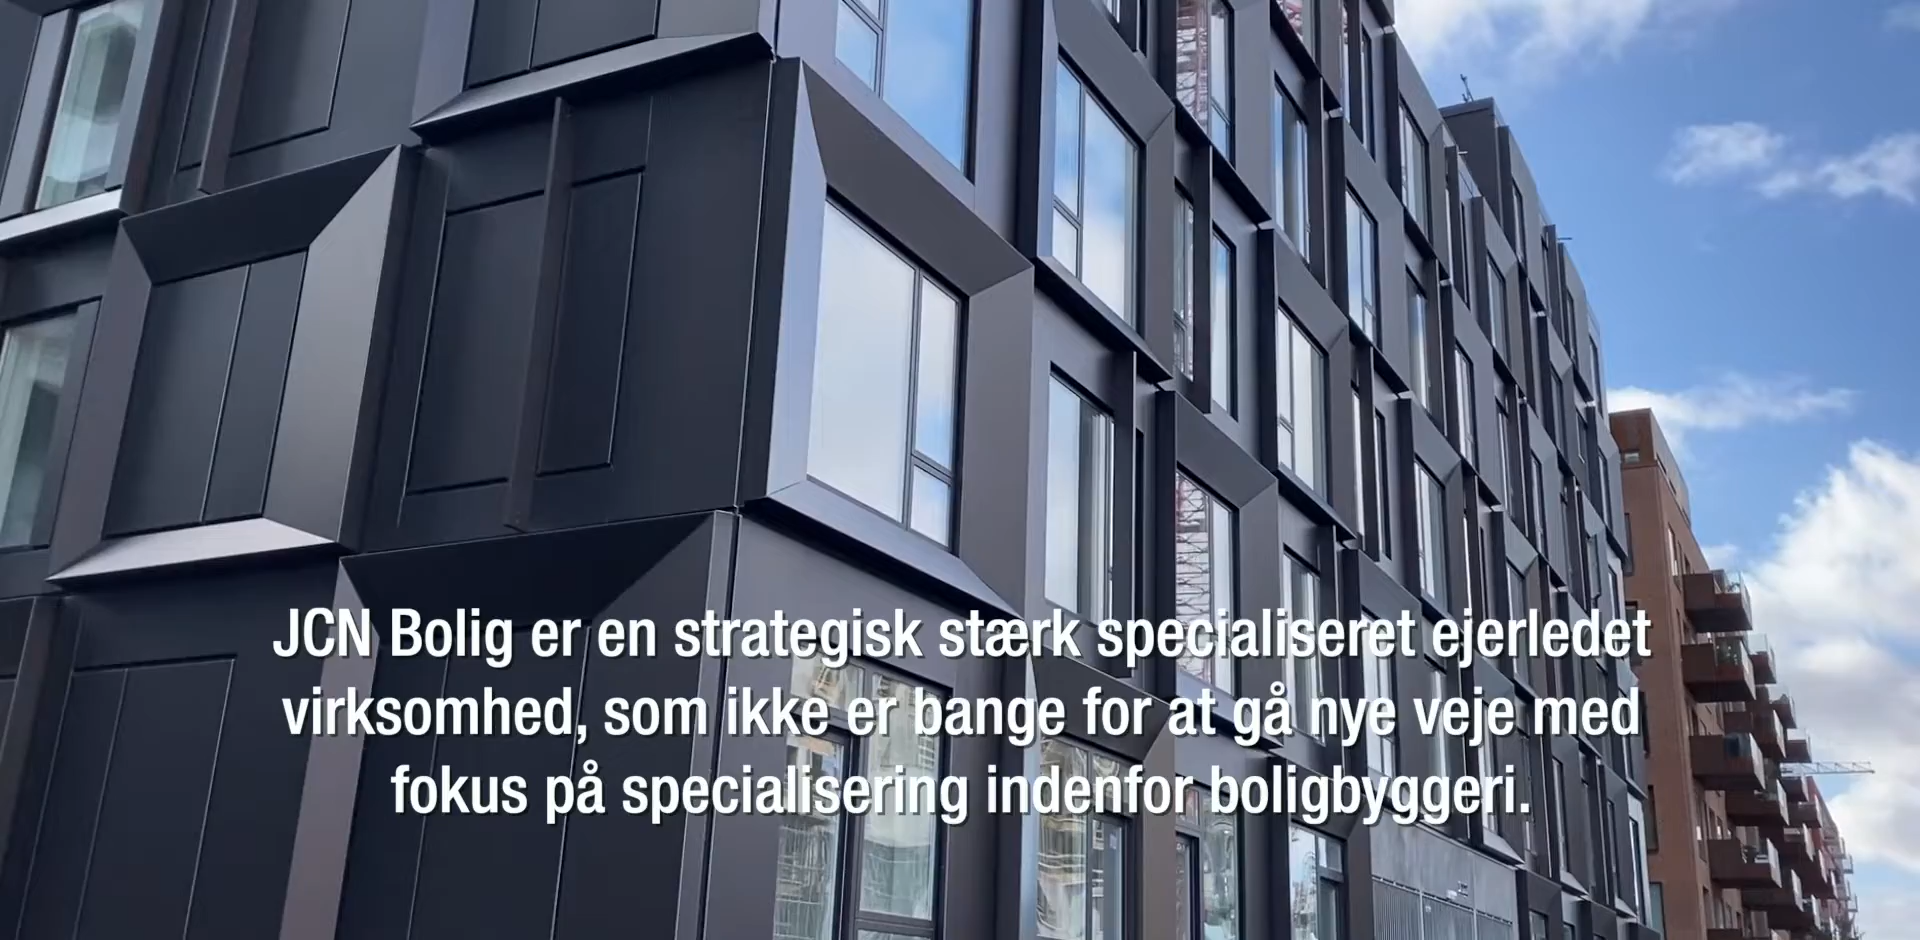 JCN Bolig er en strategisk stærk specialiseret ejerledet
virksomhed, som ikke er bange for at gå nye veje med
fokus på specialisering indenfor boligbyggeri.